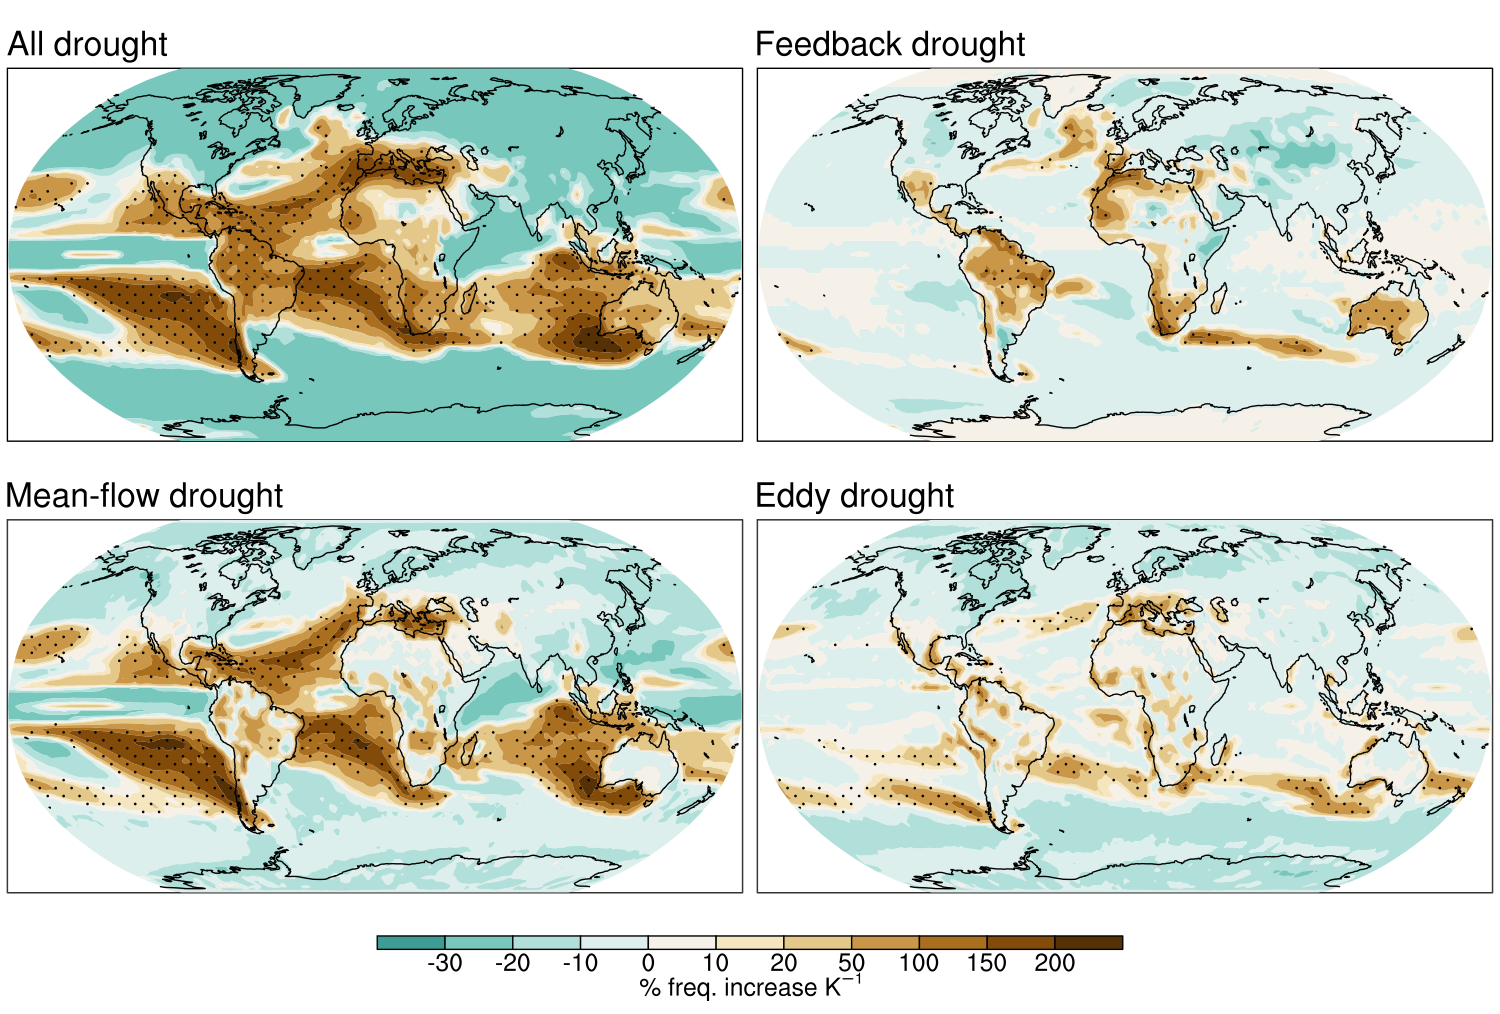 All drought
Feedback drought
Mean-flow drought
Eddy drought
-30 -20 -10 0 10 20 50 100 150 200
% freq. increase K⁻¹